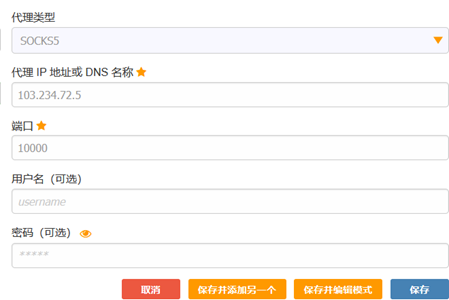 代理类型
SOCKS5
代理 IP 地址或 DNS 名称
103.234.72.5
端口
10000
用户名（可选）
username
密码（可选）
*****
取消 保存并添加另一个 保存并编辑模式 保存